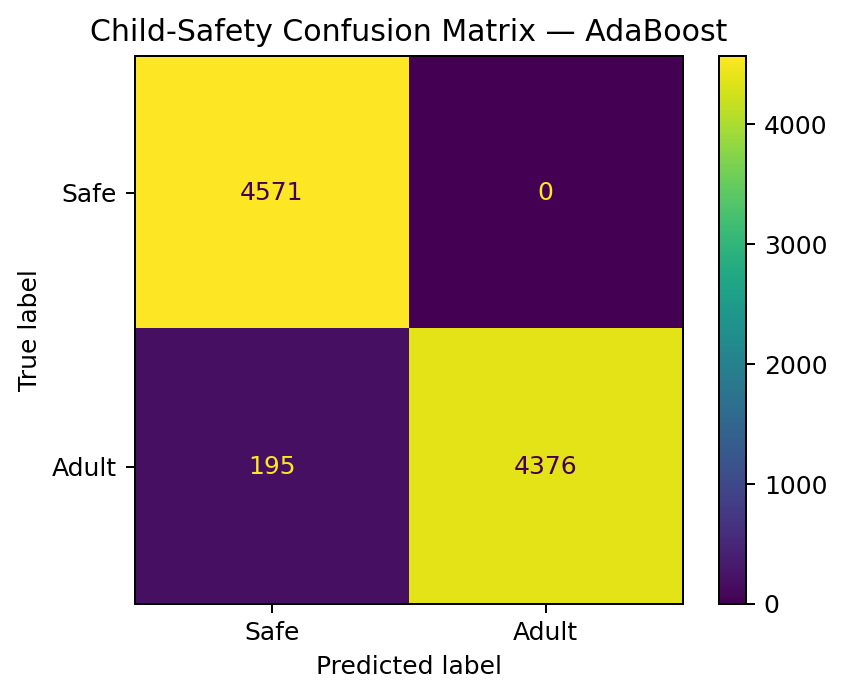 Child-Safety Confusion Matrix — AdaBoost
True label
Safe
4571
0
Adult
195
4376
Safe
Adult
Predicted label
4000
3000
2000
1000
0